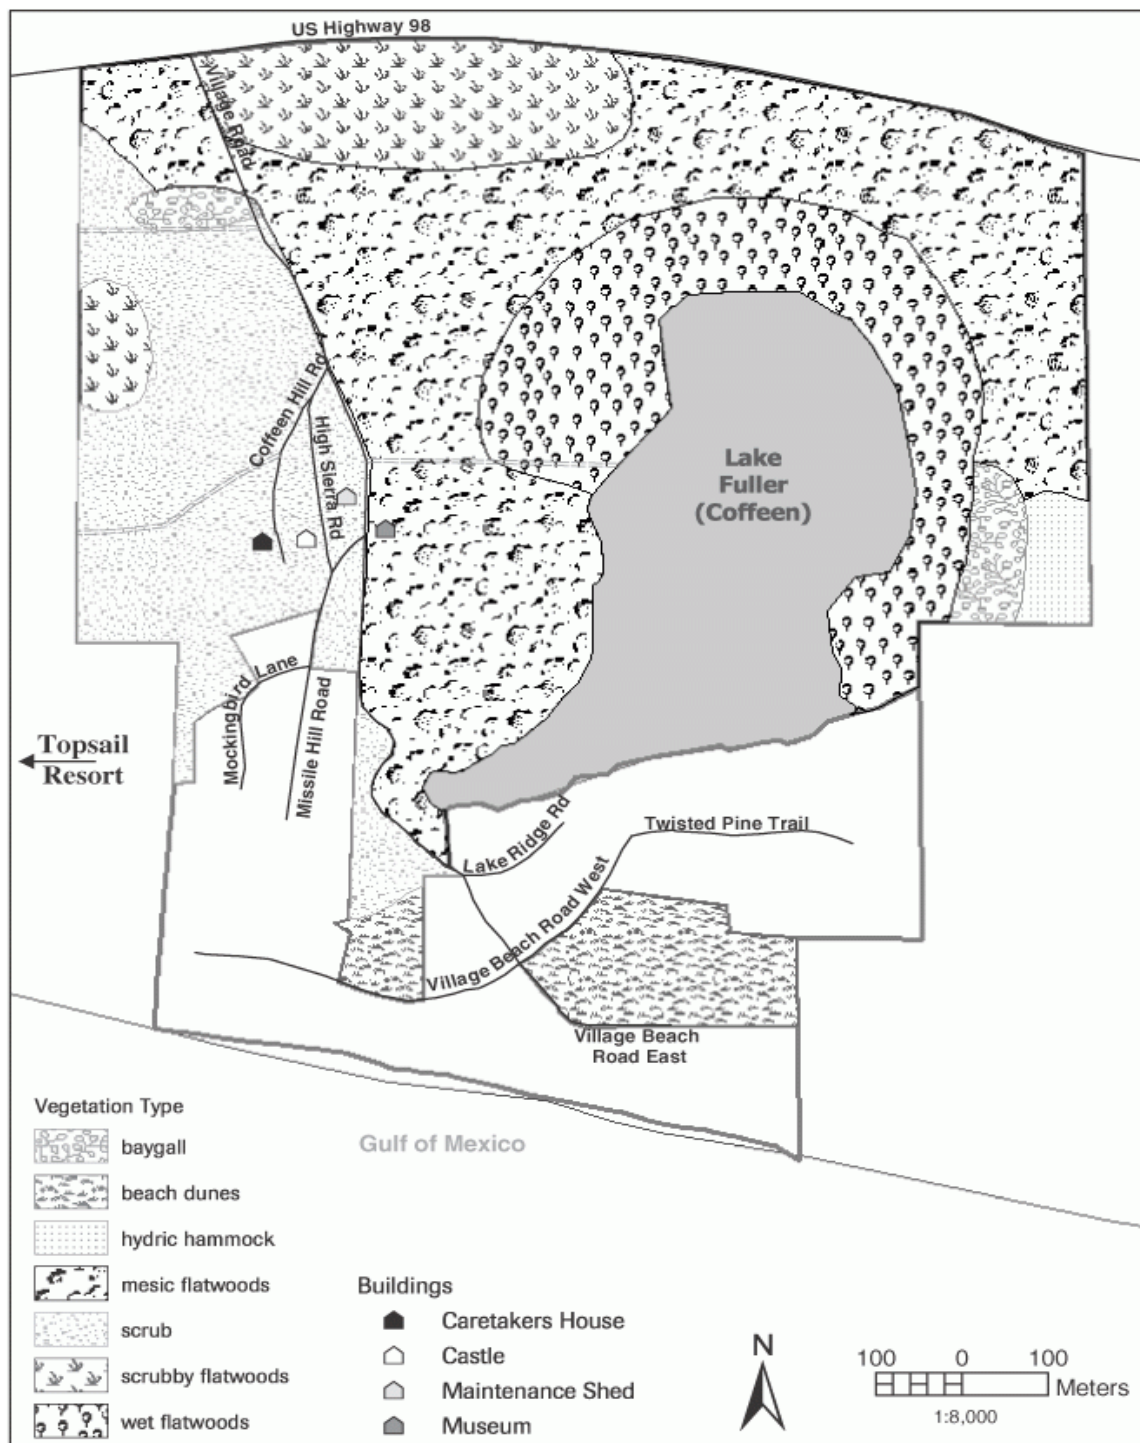 US Highway 98
Village Road
Coffeen Hill Rd
High Sierra Rd
Lake
Fuller
(Coffeen)
Mockingbird Lane
Missile Hill Road
Topsail
Resort
Lake Ridge Rd
Twisted Pine Trail
Village Beach Road West
Village Beach
Road East
Gulf of Mexico
Vegetation Type
baygall
beach dunes
hydric hammock
mesic flatwoods
scrub
scrubby flatwoods
wet flatwoods
Buildings
Caretakers House
Castle
Maintenance Shed
Museum
N
100 0 100
Meters
1:8,000